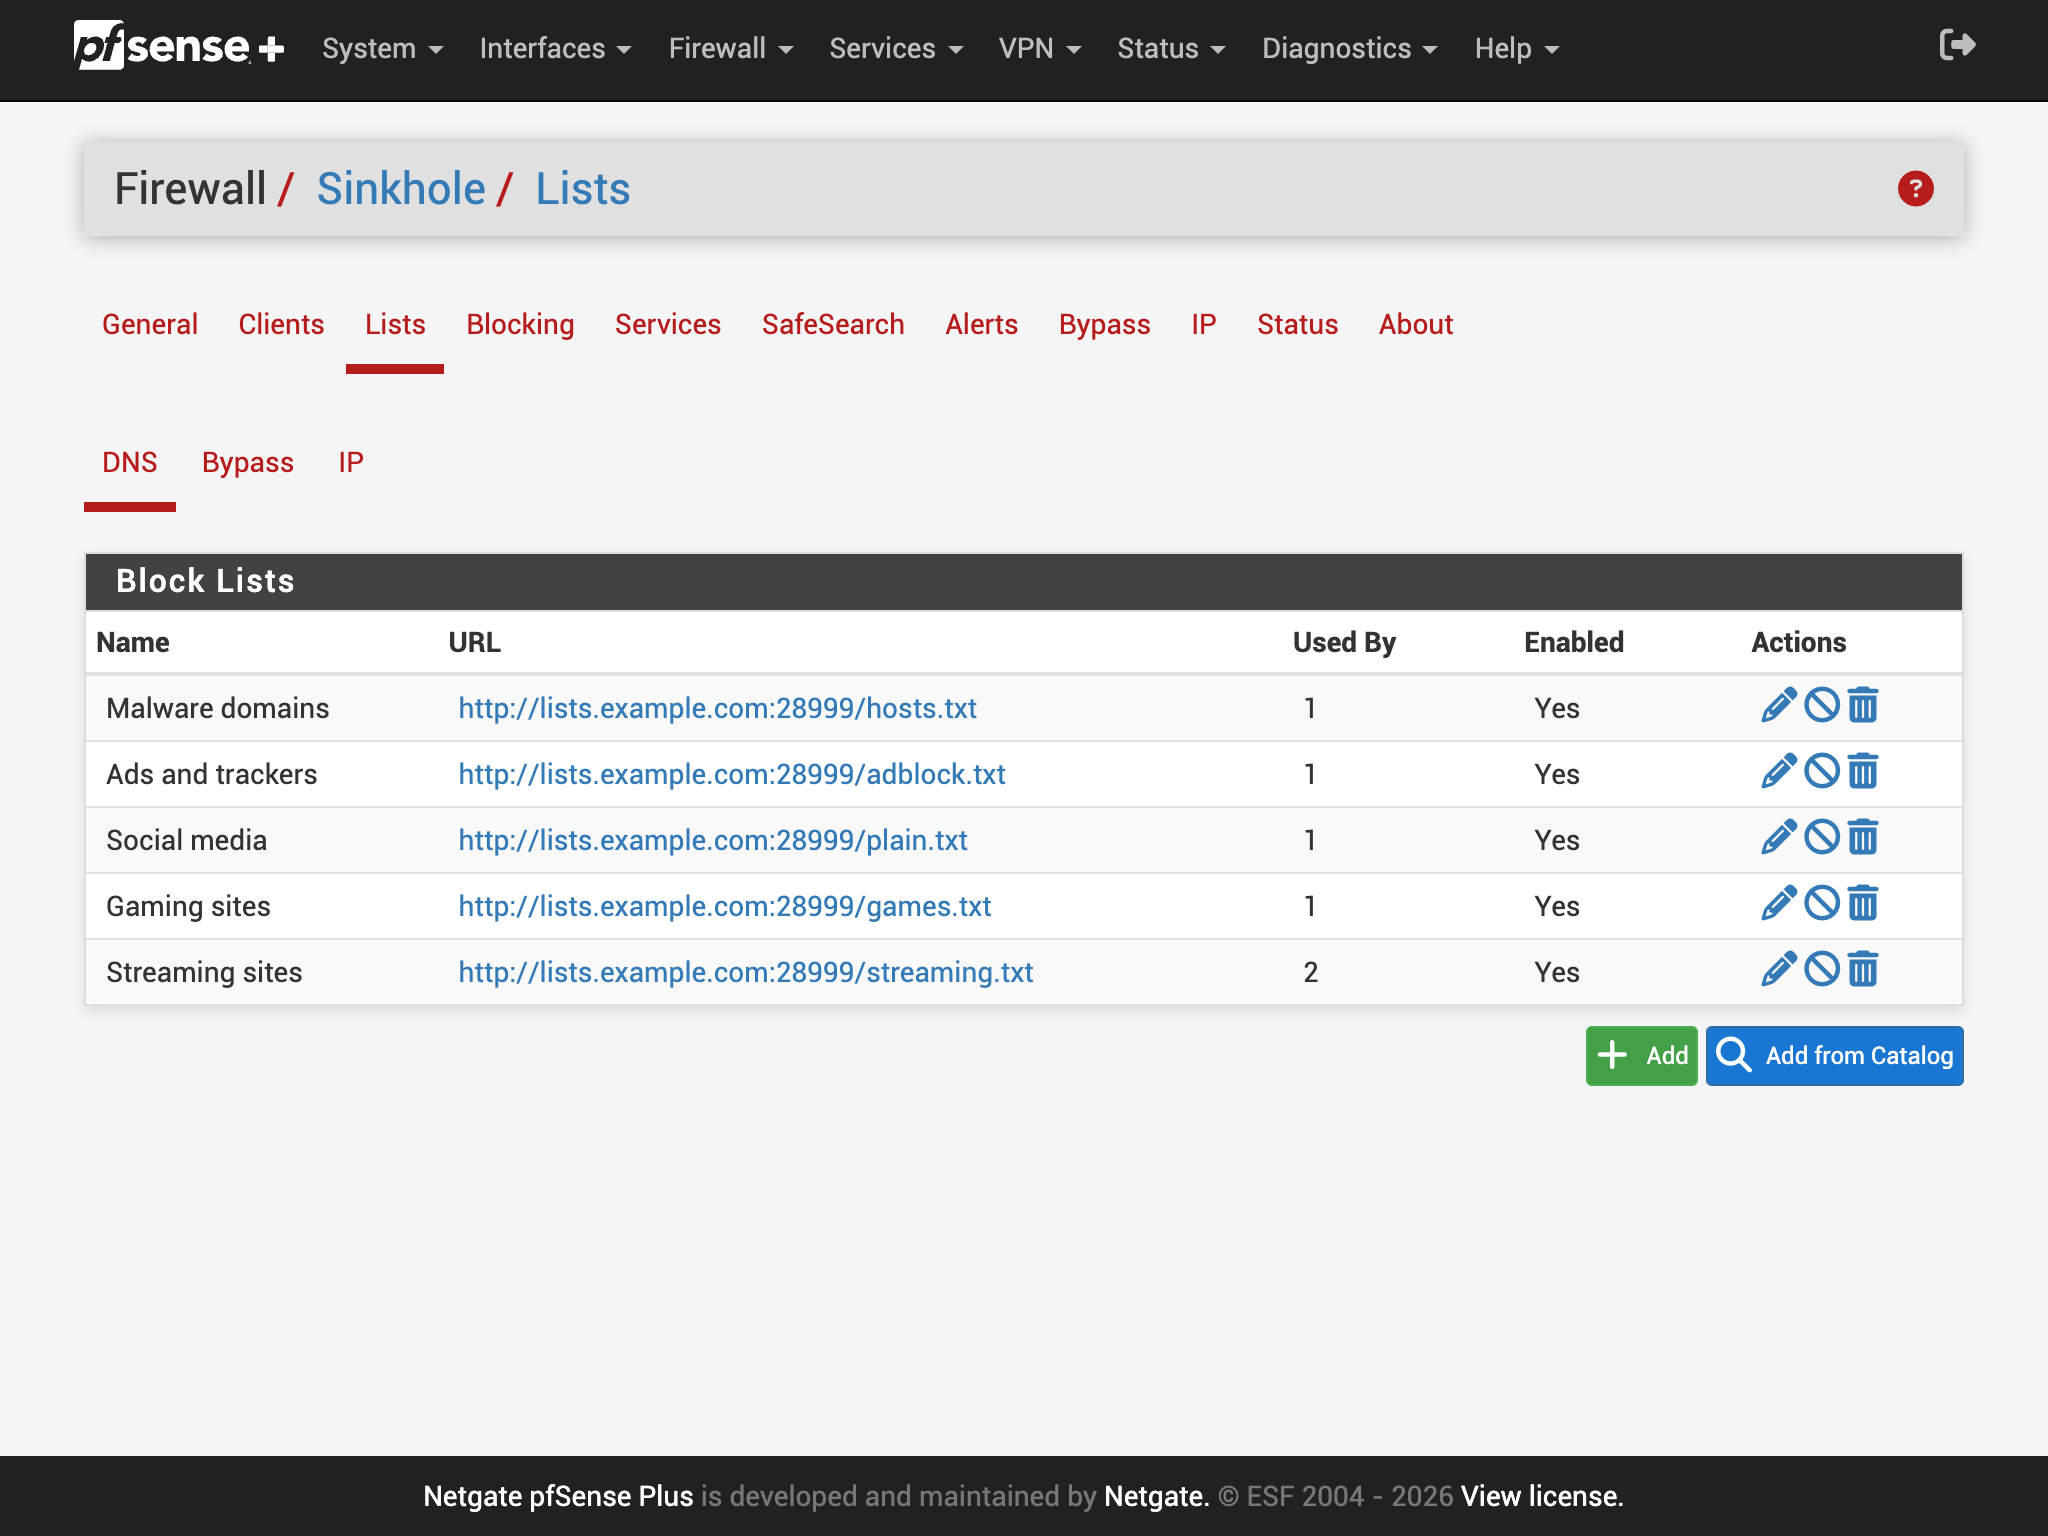 pfsense +
System Interfaces Firewall Services VPN Status Diagnostics Help
Firewall / Sinkhole / Lists
?
General Clients Lists Blocking Services SafeSearch Alerts Bypass IP Status About
DNS Bypass IP
Block Lists
Name URL Used By Enabled Actions
Malware domains http://lists.example.com:28999/hosts.txt 1 Yes
Ads and trackers http://lists.example.com:28999/adblock.txt 1 Yes
Social media http://lists.example.com:28999/plain.txt 1 Yes
Gaming sites http://lists.example.com:28999/games.txt 1 Yes
Streaming sites http://lists.example.com:28999/streaming.txt 2 Yes
Add Add from Catalog
Netgate pfSense Plus is developed and maintained by Netgate. © ESF 2004 - 2026 View license.